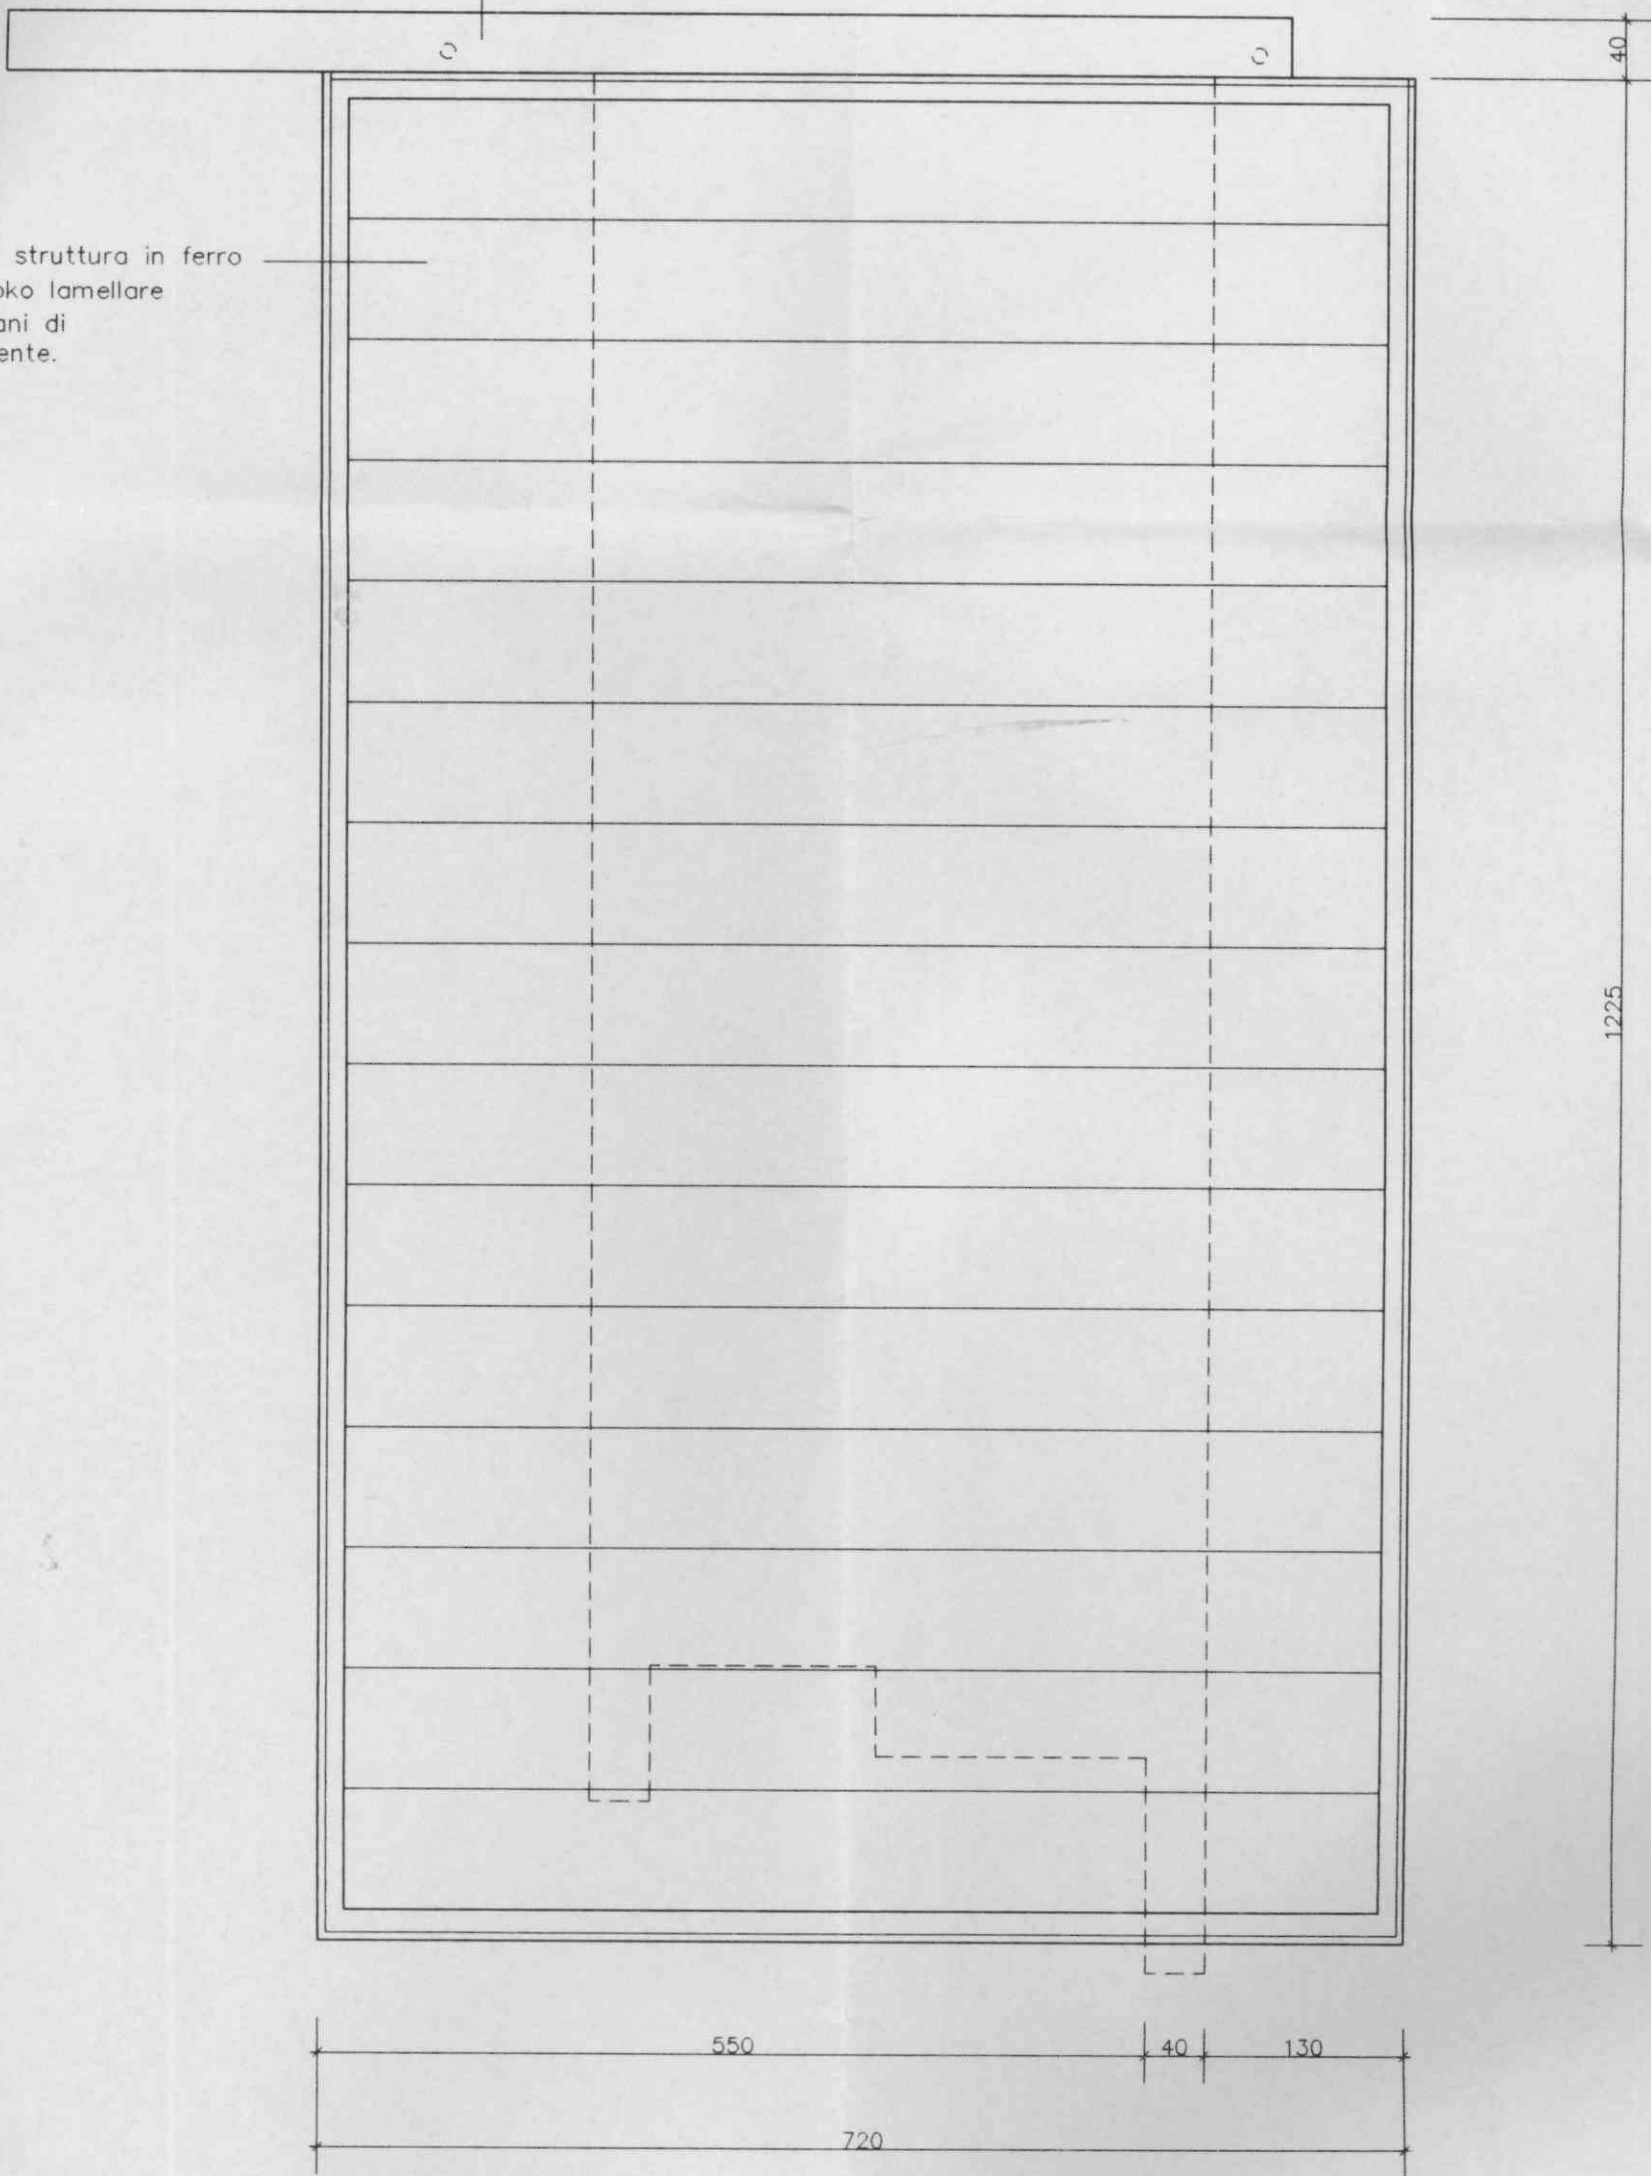 40
struttura in ferro
oko lamellare
ani di
ente.
1225
550 40 130
720